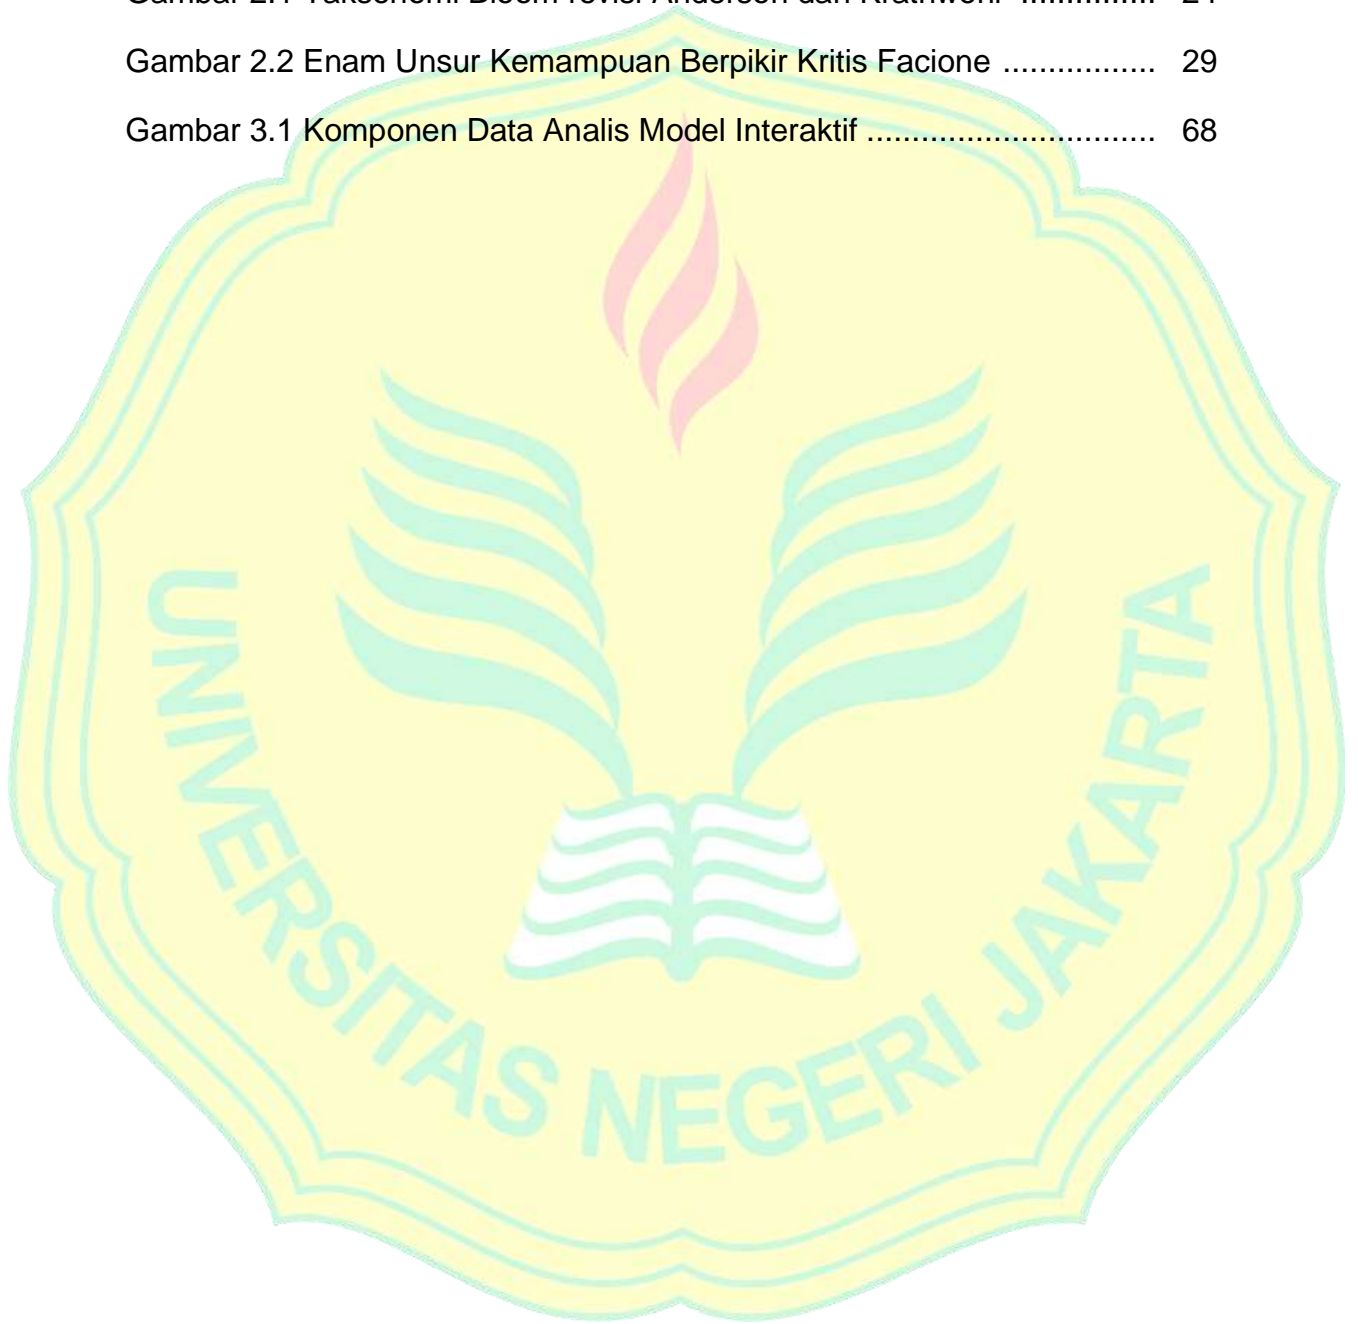 Gambar 2.2 Enam Unsur Kemampuan Berpikir Kritis Facione ................. 29
Gambar 3.1 Komponen Data Analis Model Interaktif ................................ 68
UNIVERSITAS NEGERI JAKARTA